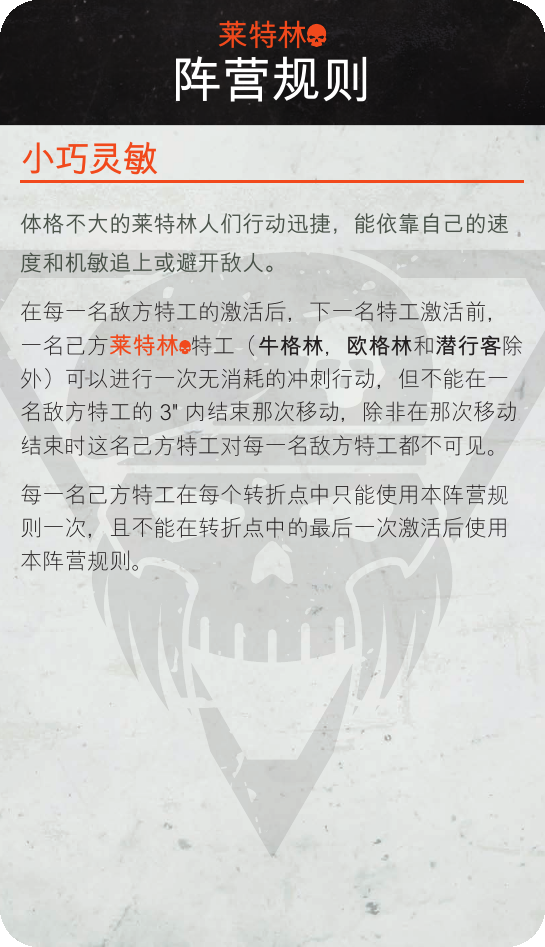 莱特林
阵营规则
小巧灵敏
体格不大的莱特林人们行动迅捷，能依靠自己的速
度和机敏追上或避开敌人。
在每一名敌方特工的激活后，下一名特工激活前，
一名己方莱特林特工（牛格林，欧格林和潜行客除
外）可以进行一次无消耗的冲刺行动，但不能在一
名敌方特工的 3" 内结束那次移动，除非在那次移动
结束时这名己方特工对每一名敌方特工都不可见。
每一名己方特工在每个转折点中只能使用本阵营规
则一次，且不能在转折点中的最后一次激活后使用
本阵营规则。